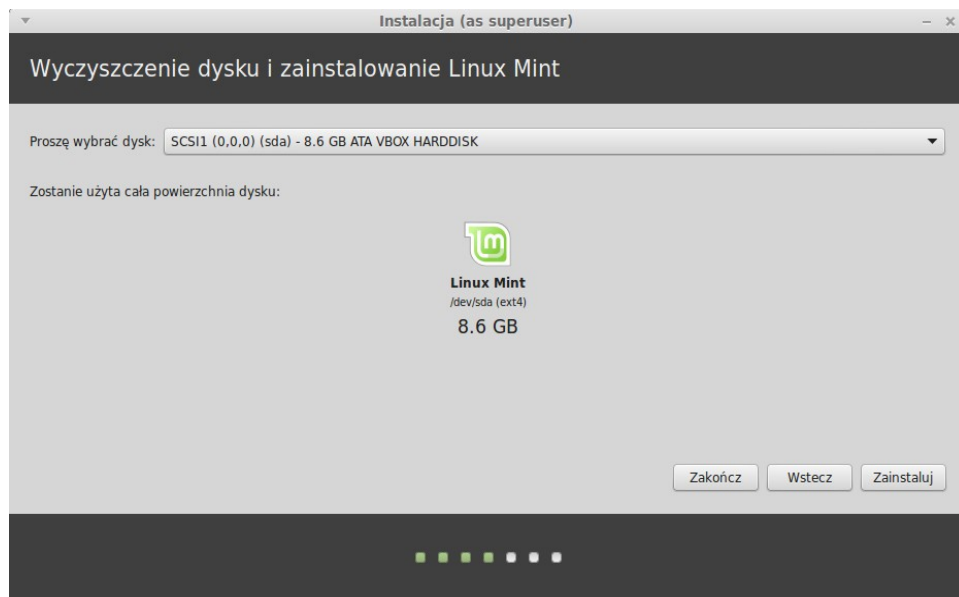 Instalacja (as superuser)
Wyczyszczenie dysku i zainstalowanie Linux Mint
Proszę wybrać dysk: SCSI1 (0,0,0) (sda) - 8.6 GB ATA VBOX HARDDISK
Zostanie użyta cała powierzchnia dysku:
Linux Mint
/dev/sda (ext4)
8.6 GB
Zakończ Wstecz Zainstaluj